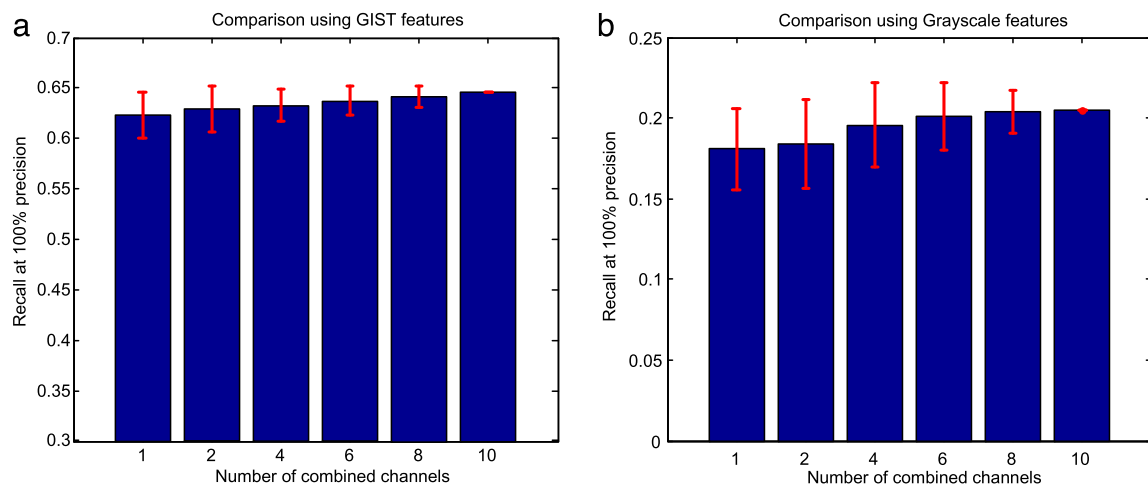 a
Comparison using GIST features
0.7
0.65
0.6
0.55
0.5
0.45
0.4
0.35
0.3
Recall at 100% precision
1 2 4 6 8 10
Number of combined channels
b
Comparison using Grayscale features
0.25
0.2
0.15
0.1
0.05
0
Recall at 100% precision
1 2 4 6 8 10
Number of combined channels